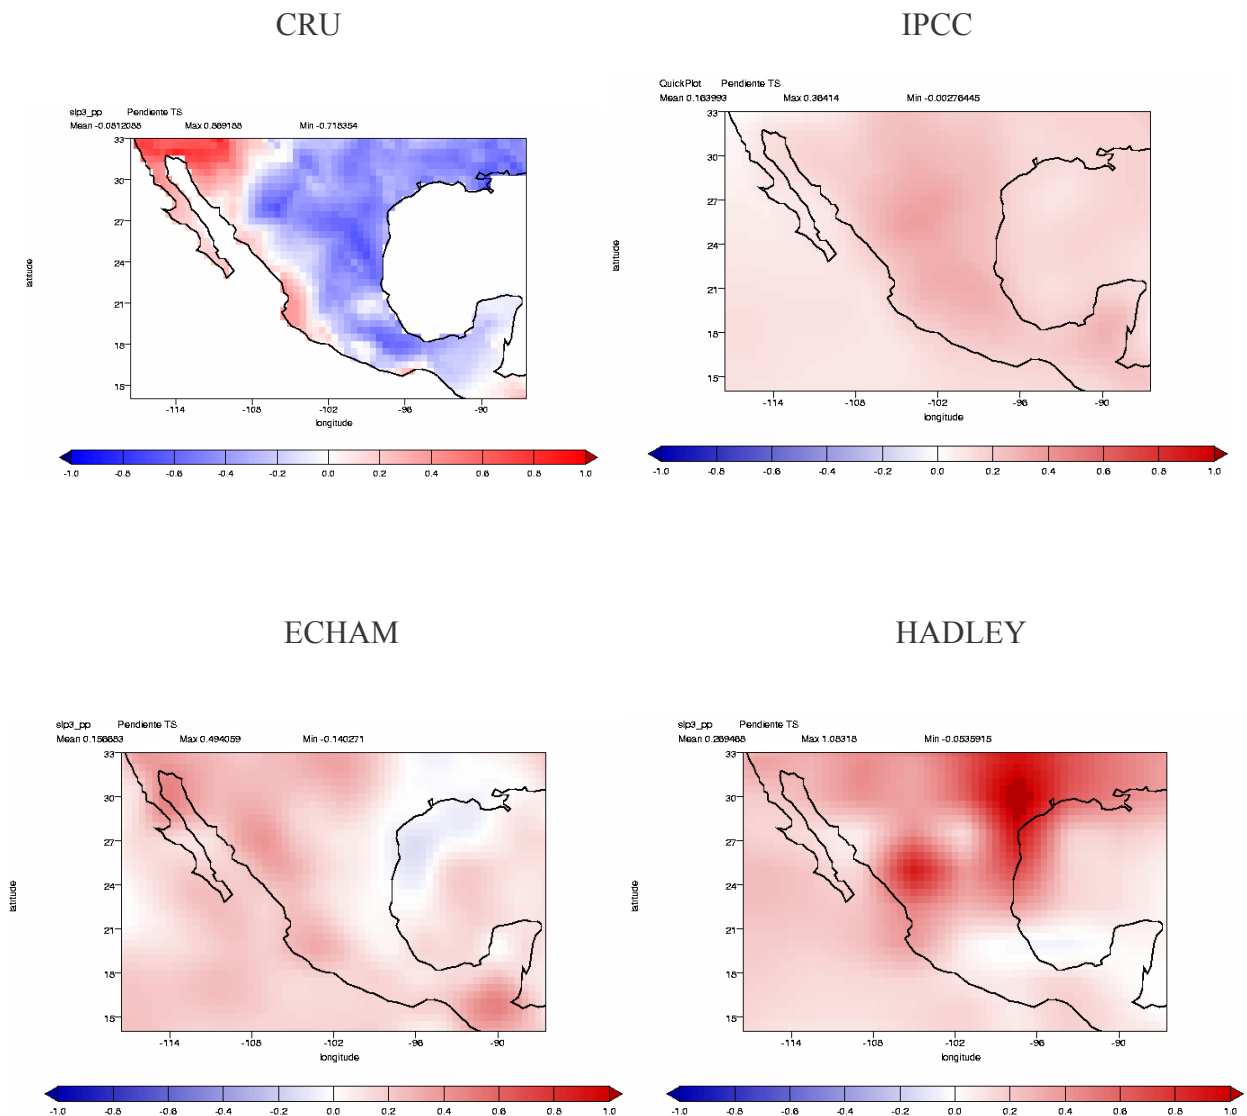 CRU
IPCC
slp3_pp Pendiente TS
Mean -0.0812088 Max 0.869188 Min -0.718354
33
30
27
24
21
18
15
latitude
-114 -108 -102 -96 -90
longitude
-1.0 -0.8 -0.6 -0.4 -0.2 0.0 0.2 0.4 0.6 0.8 1.0
QuickPlot Pendiente TS
Mean 0.163993 Max 0.36414 Min -0.00276445
33
30
27
24
21
18
15
latitude
-114 -108 -102 -96 -90
longitude
-1.0 -0.8 -0.6 -0.4 -0.2 0.0 0.2 0.4 0.6 0.8 1.0
ECHAM
HADLEY
slp3_pp Pendiente TS
Mean 0.158683 Max 0.494059 Min -0.140271
33
30
27
24
21
18
15
latitude
-114 -108 -102 -96 -90
longitude
-1.0 -0.8 -0.6 -0.4 -0.2 0.0 0.2 0.4 0.6 0.8 1.0
slp3_pp Pendiente TS
Mean 0.269468 Max 1.08318 Min -0.0535915
33
30
27
24
21
18
15
latitude
-114 -108 -102 -96 -90
longitude
-1.0 -0.8 -0.6 -0.4 -0.2 0.0 0.2 0.4 0.6 0.8 1.0